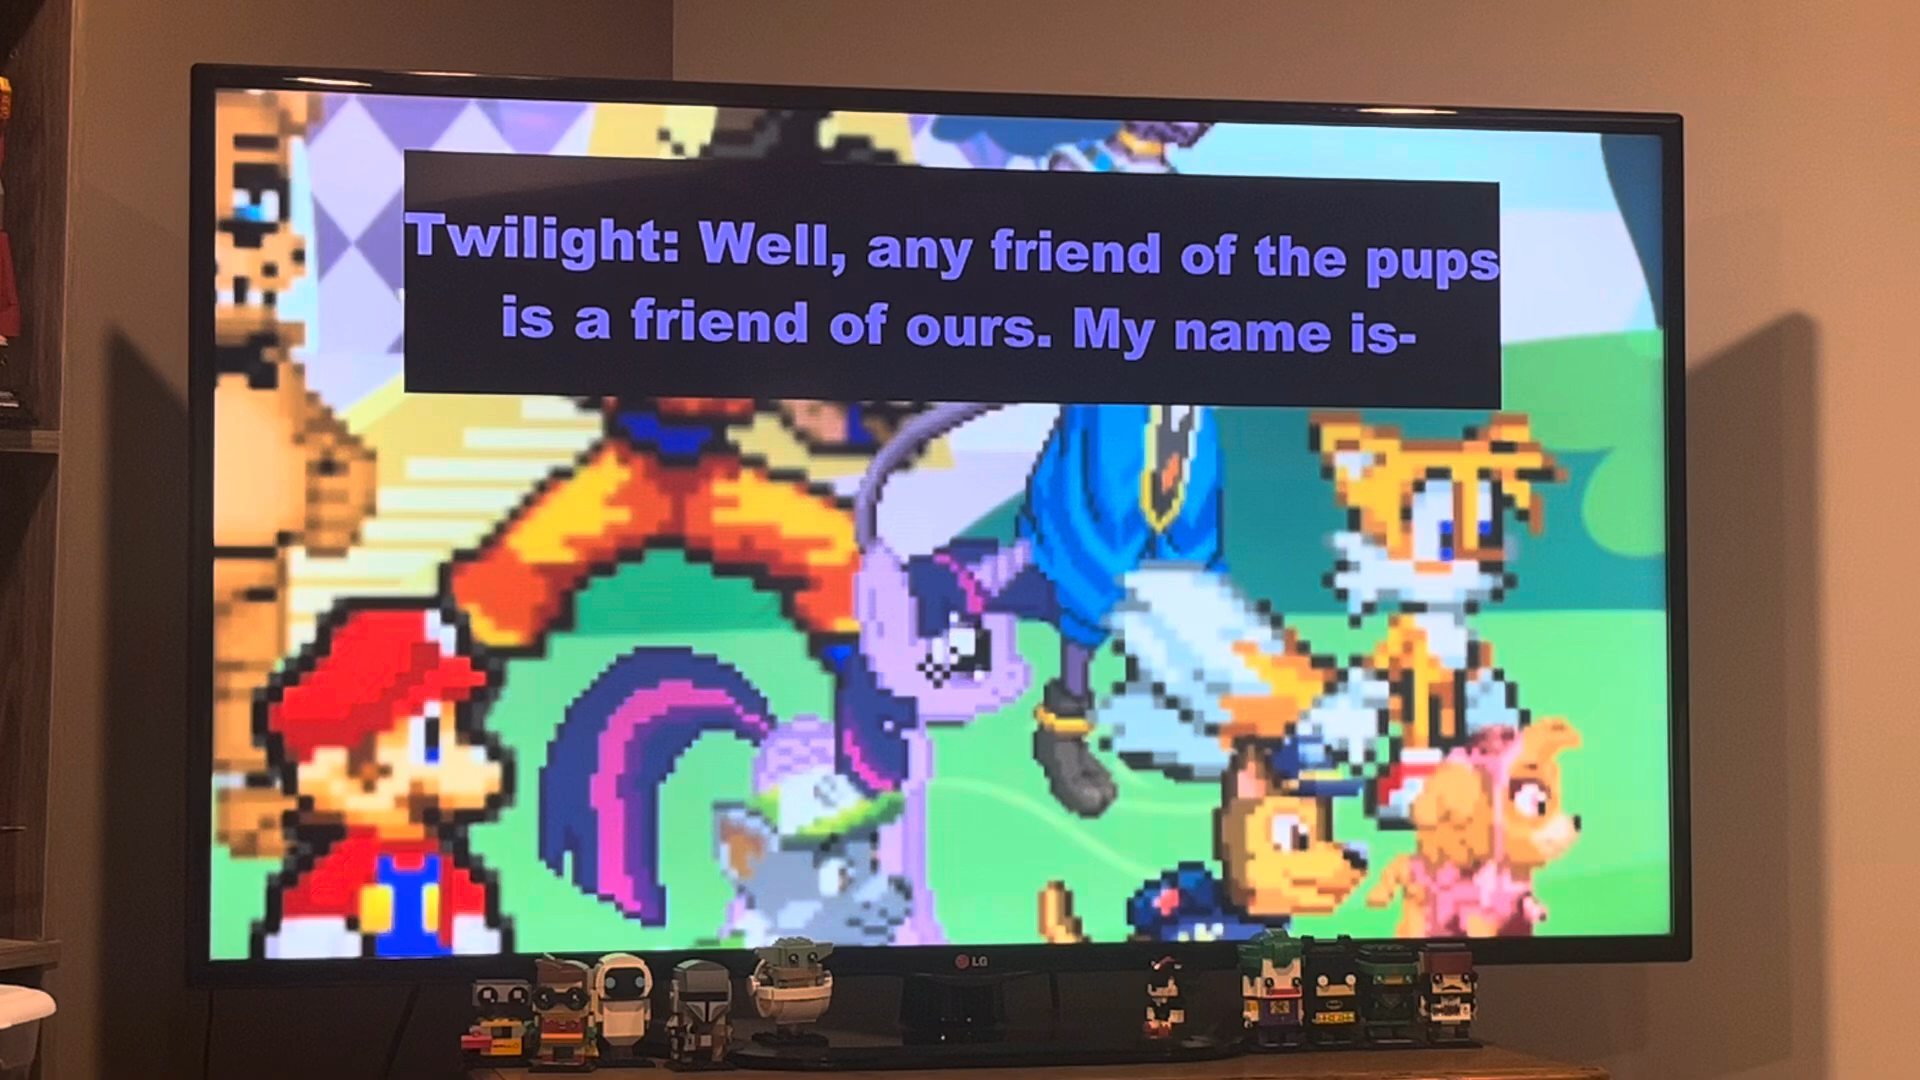 Twilight: Well, any friend of the pups
is a friend of ours. My name is-
LG